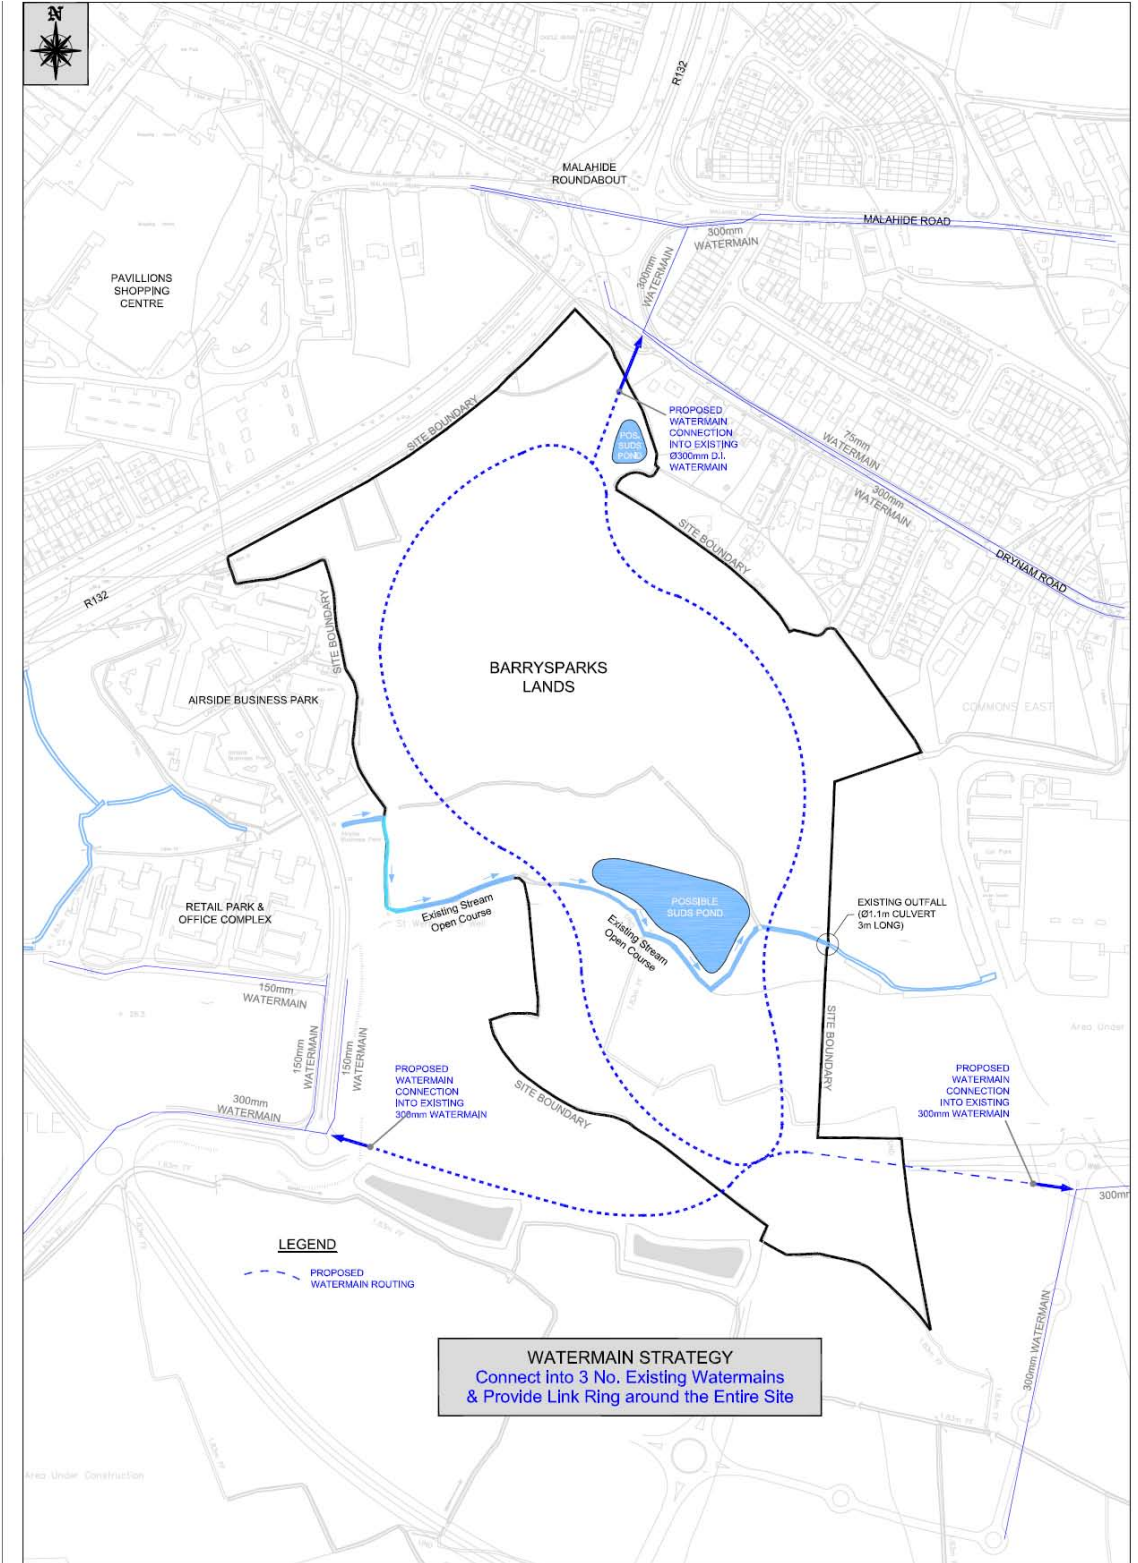 N
R132
MALAHIDE
ROUNDABOUT
MALAHIDE ROAD
300mm
WATERMAIN
300mm
WATERMAIN
PAVILLIONS
SHOPPING
CENTRE
SITE BOUNDARY
PROPOSED
WATERMAIN
CONNECTION
INTO EXISTING
Ø300mm D.I.
WATERMAIN
POS.
SUDS
POND
75mm
WATERMAIN
300mm
WATERMAIN
SITE BOUNDARY
DRYNAM ROAD
R132
SITE BOUNDARY
BARRYSPARKS
LANDS
AIRSIDE BUSINESS PARK
COMMONS EAST
RETAIL PARK &
OFFICE COMPLEX
Existing Stream
Open Course
POSSIBLE
SUDS POND
Existing Stream
Open Course
EXISTING OUTFALL
(Ø1.1m CULVERT
3m LONG)
150mm
WATERMAIN
150mm
WATERMAIN
150mm
WATERMAIN
SITE BOUNDARY
Area Under
PROPOSED
WATERMAIN
CONNECTION
INTO EXISTING
300mm WATERMAIN
PROPOSED
WATERMAIN
CONNECTION
INTO EXISTING
300mm WATERMAIN
300mm
WATERMAIN
SITE BOUNDARY
300mm
LEGEND
PROPOSED
WATERMAIN ROUTING
300mm WATERMAIN
WATERMAIN STRATEGY
Connect into 3 No. Existing Watermains
& Provide Link Ring around the Entire Site
Area Under Construction